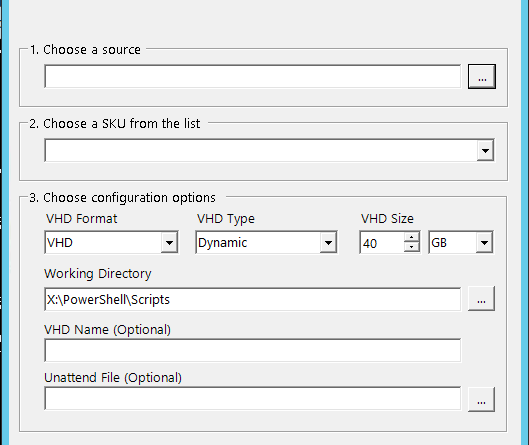 1. Choose a source
...
2. Choose a SKU from the list
3. Choose configuration options
VHD Format VHD Type VHD Size
VHD Dynamic 40 GB
Working Directory
X:\PowerShell\Scripts ...
VHD Name (Optional)
Unattend File (Optional)
...